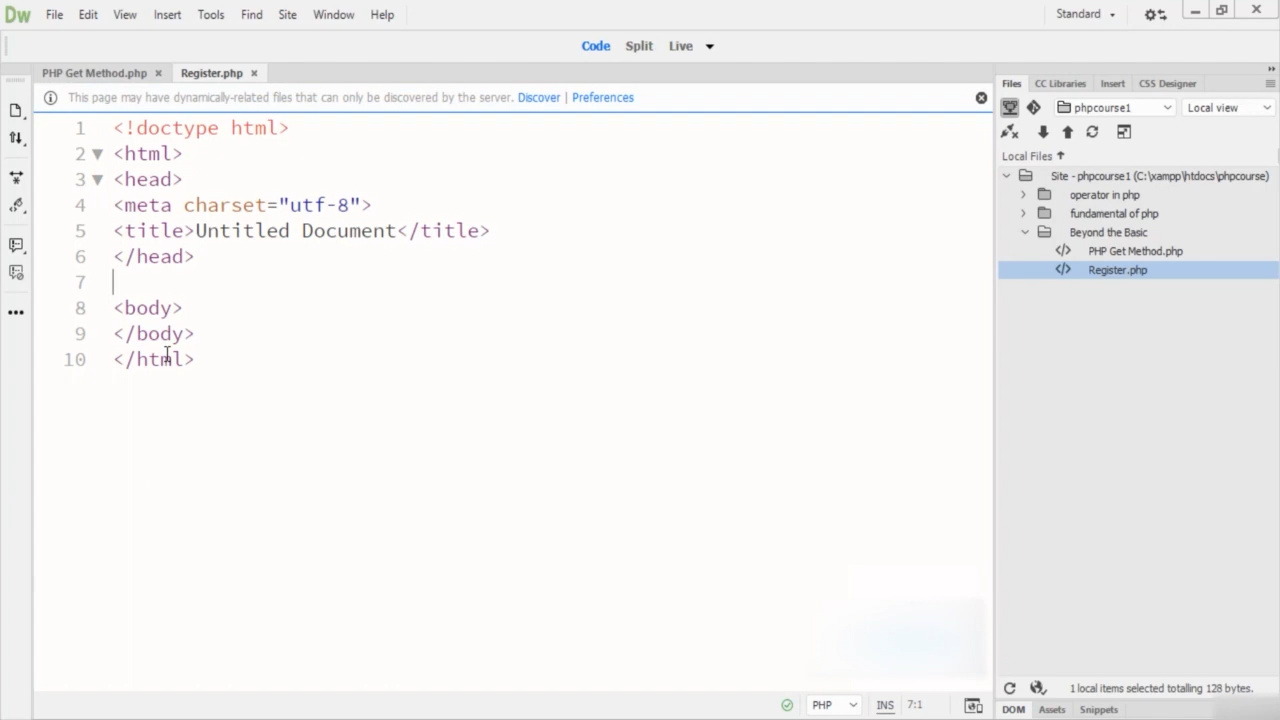 Dw File Edit View Insert Tools Find Site Window Help Standard
Code Split Live
PHP Get Method.php Register.php
This page may have dynamically-related files that can only be discovered by the server. Discover | Preferences
1 <!doctype html>
2 <html>
3 <head>
4 <meta charset="utf-8">
5 <title>Untitled Document</title>
6 </head>
7
8 <body>
9 </body>
10 </html>
Files CC Libraries Insert CSS Designer
phpcourse1 Local view
Local Files
Site - phpcourse1 (C:\xampp\htdocs\phpcourse)
operator in php
fundamental of php
Beyond the Basic
PHP Get Method.php
Register.php
1 local items selected totalling 128 bytes.
PHP INS 7:1
DOM Assets Snippets